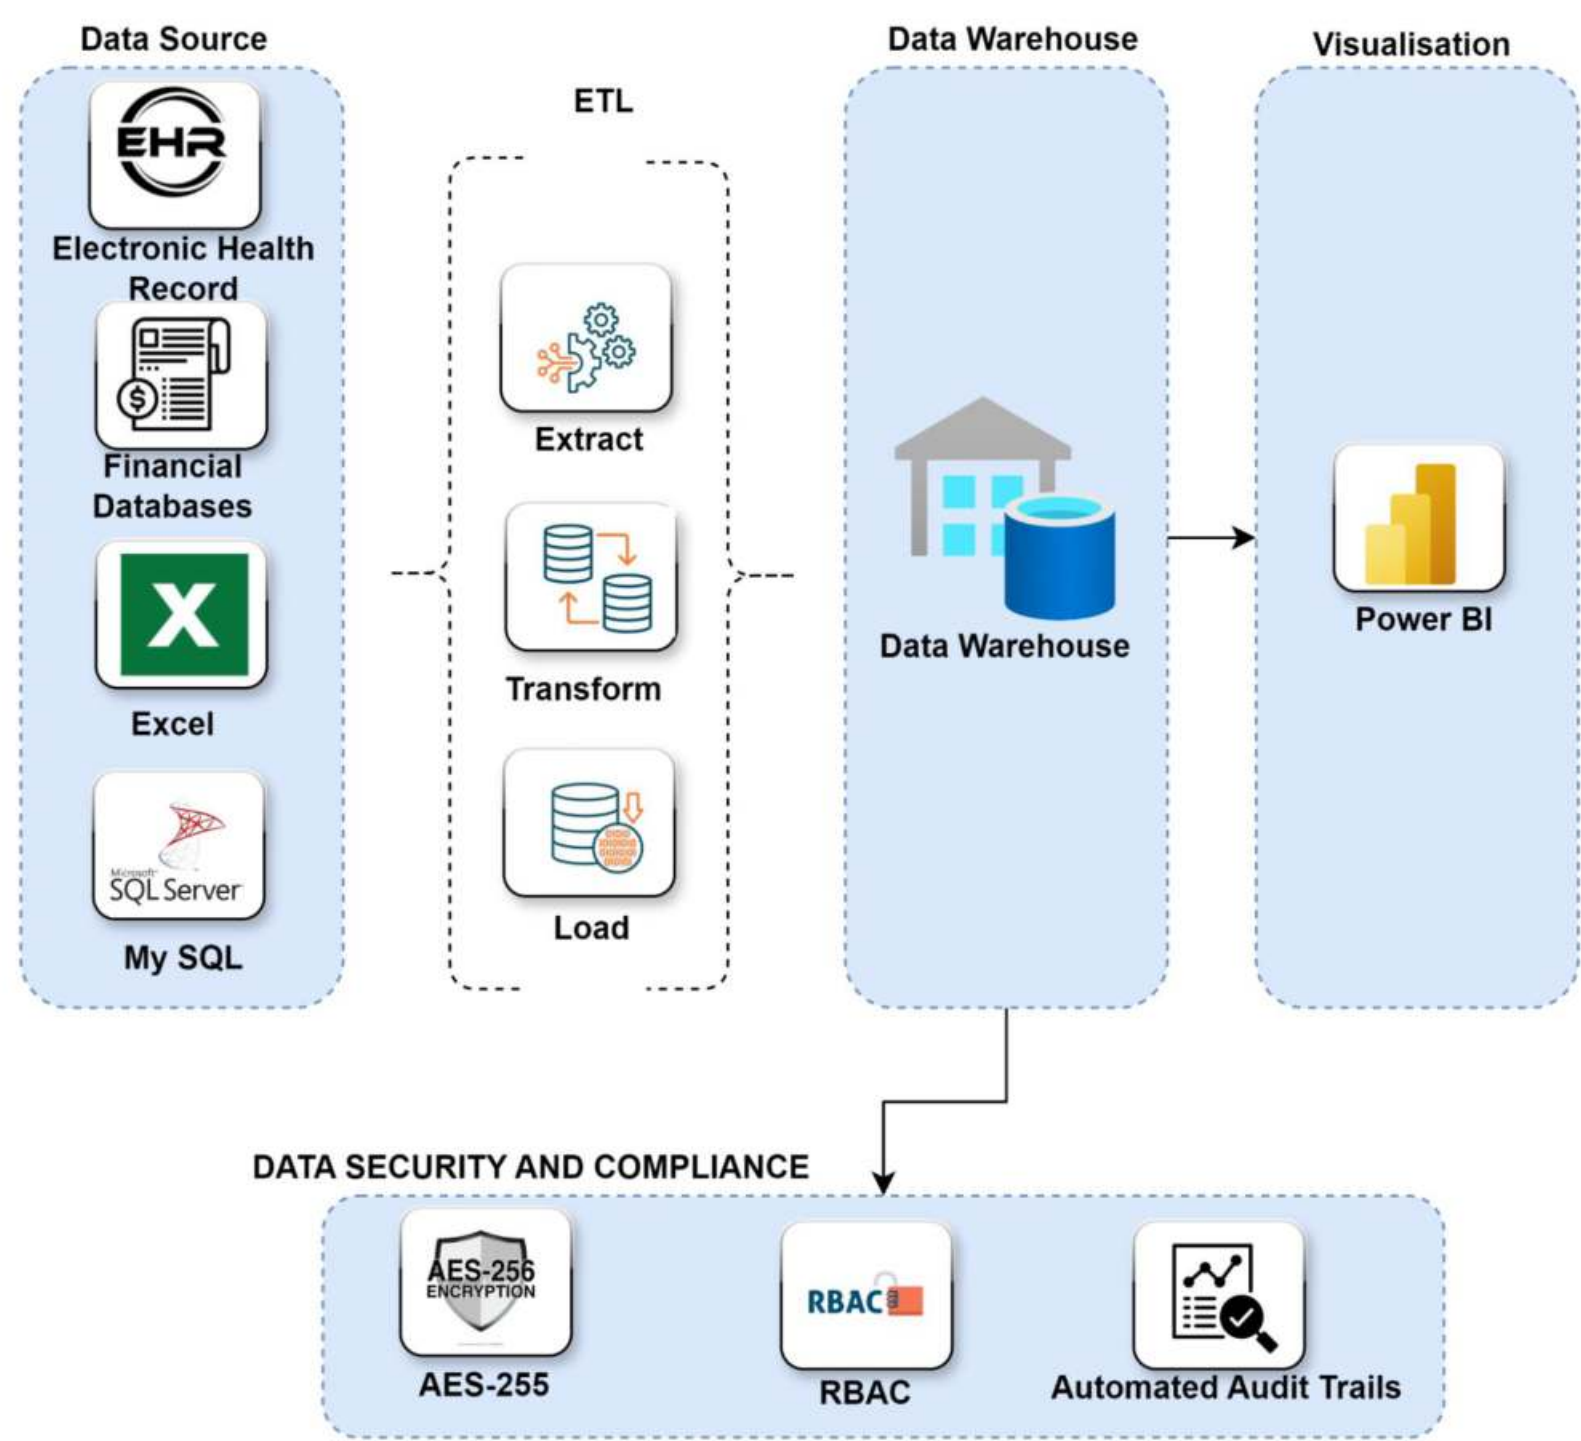 Data Source
EHR
Electronic Health
Record
Financial
Databases
Excel
Microsoft
SQL Server
My SQL
ETL
Extract
Transform
Load
Data Warehouse
Data Warehouse
Visualisation
Power BI
DATA SECURITY AND COMPLIANCE
AES-256
ENCRYPTION
AES-255
RBAC
RBAC
Automated Audit Trails